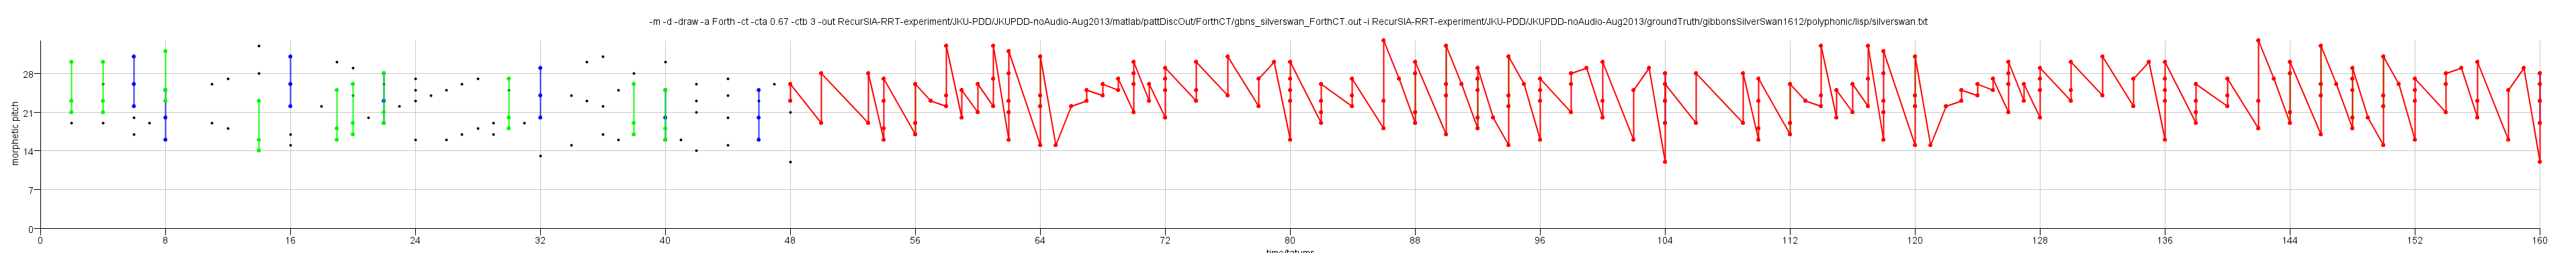 -m -d -draw -a Forth -ct -cta 0.67 -ctb 3 -out RecurSIA-RRT-experiment/JKU-PDD/JKUPDD-noAudio-Aug2013/matlab/pattDiscOut/ForthCT/gbns_silverswan_ForthCT.out -i RecurSIA-RRT-experiment/JKU-PDD/JKUPDD-noAudio-Aug2013/groundTruth/gibbonsSilverSwan1612/polyphonic/lisp/silverswan.txt
morphetic pitch
28
21
14
7
0
0 8 16 24 32 40 48 56 64 72 80 88 96 104 112 120 128 136 144 152 160
time/tatums